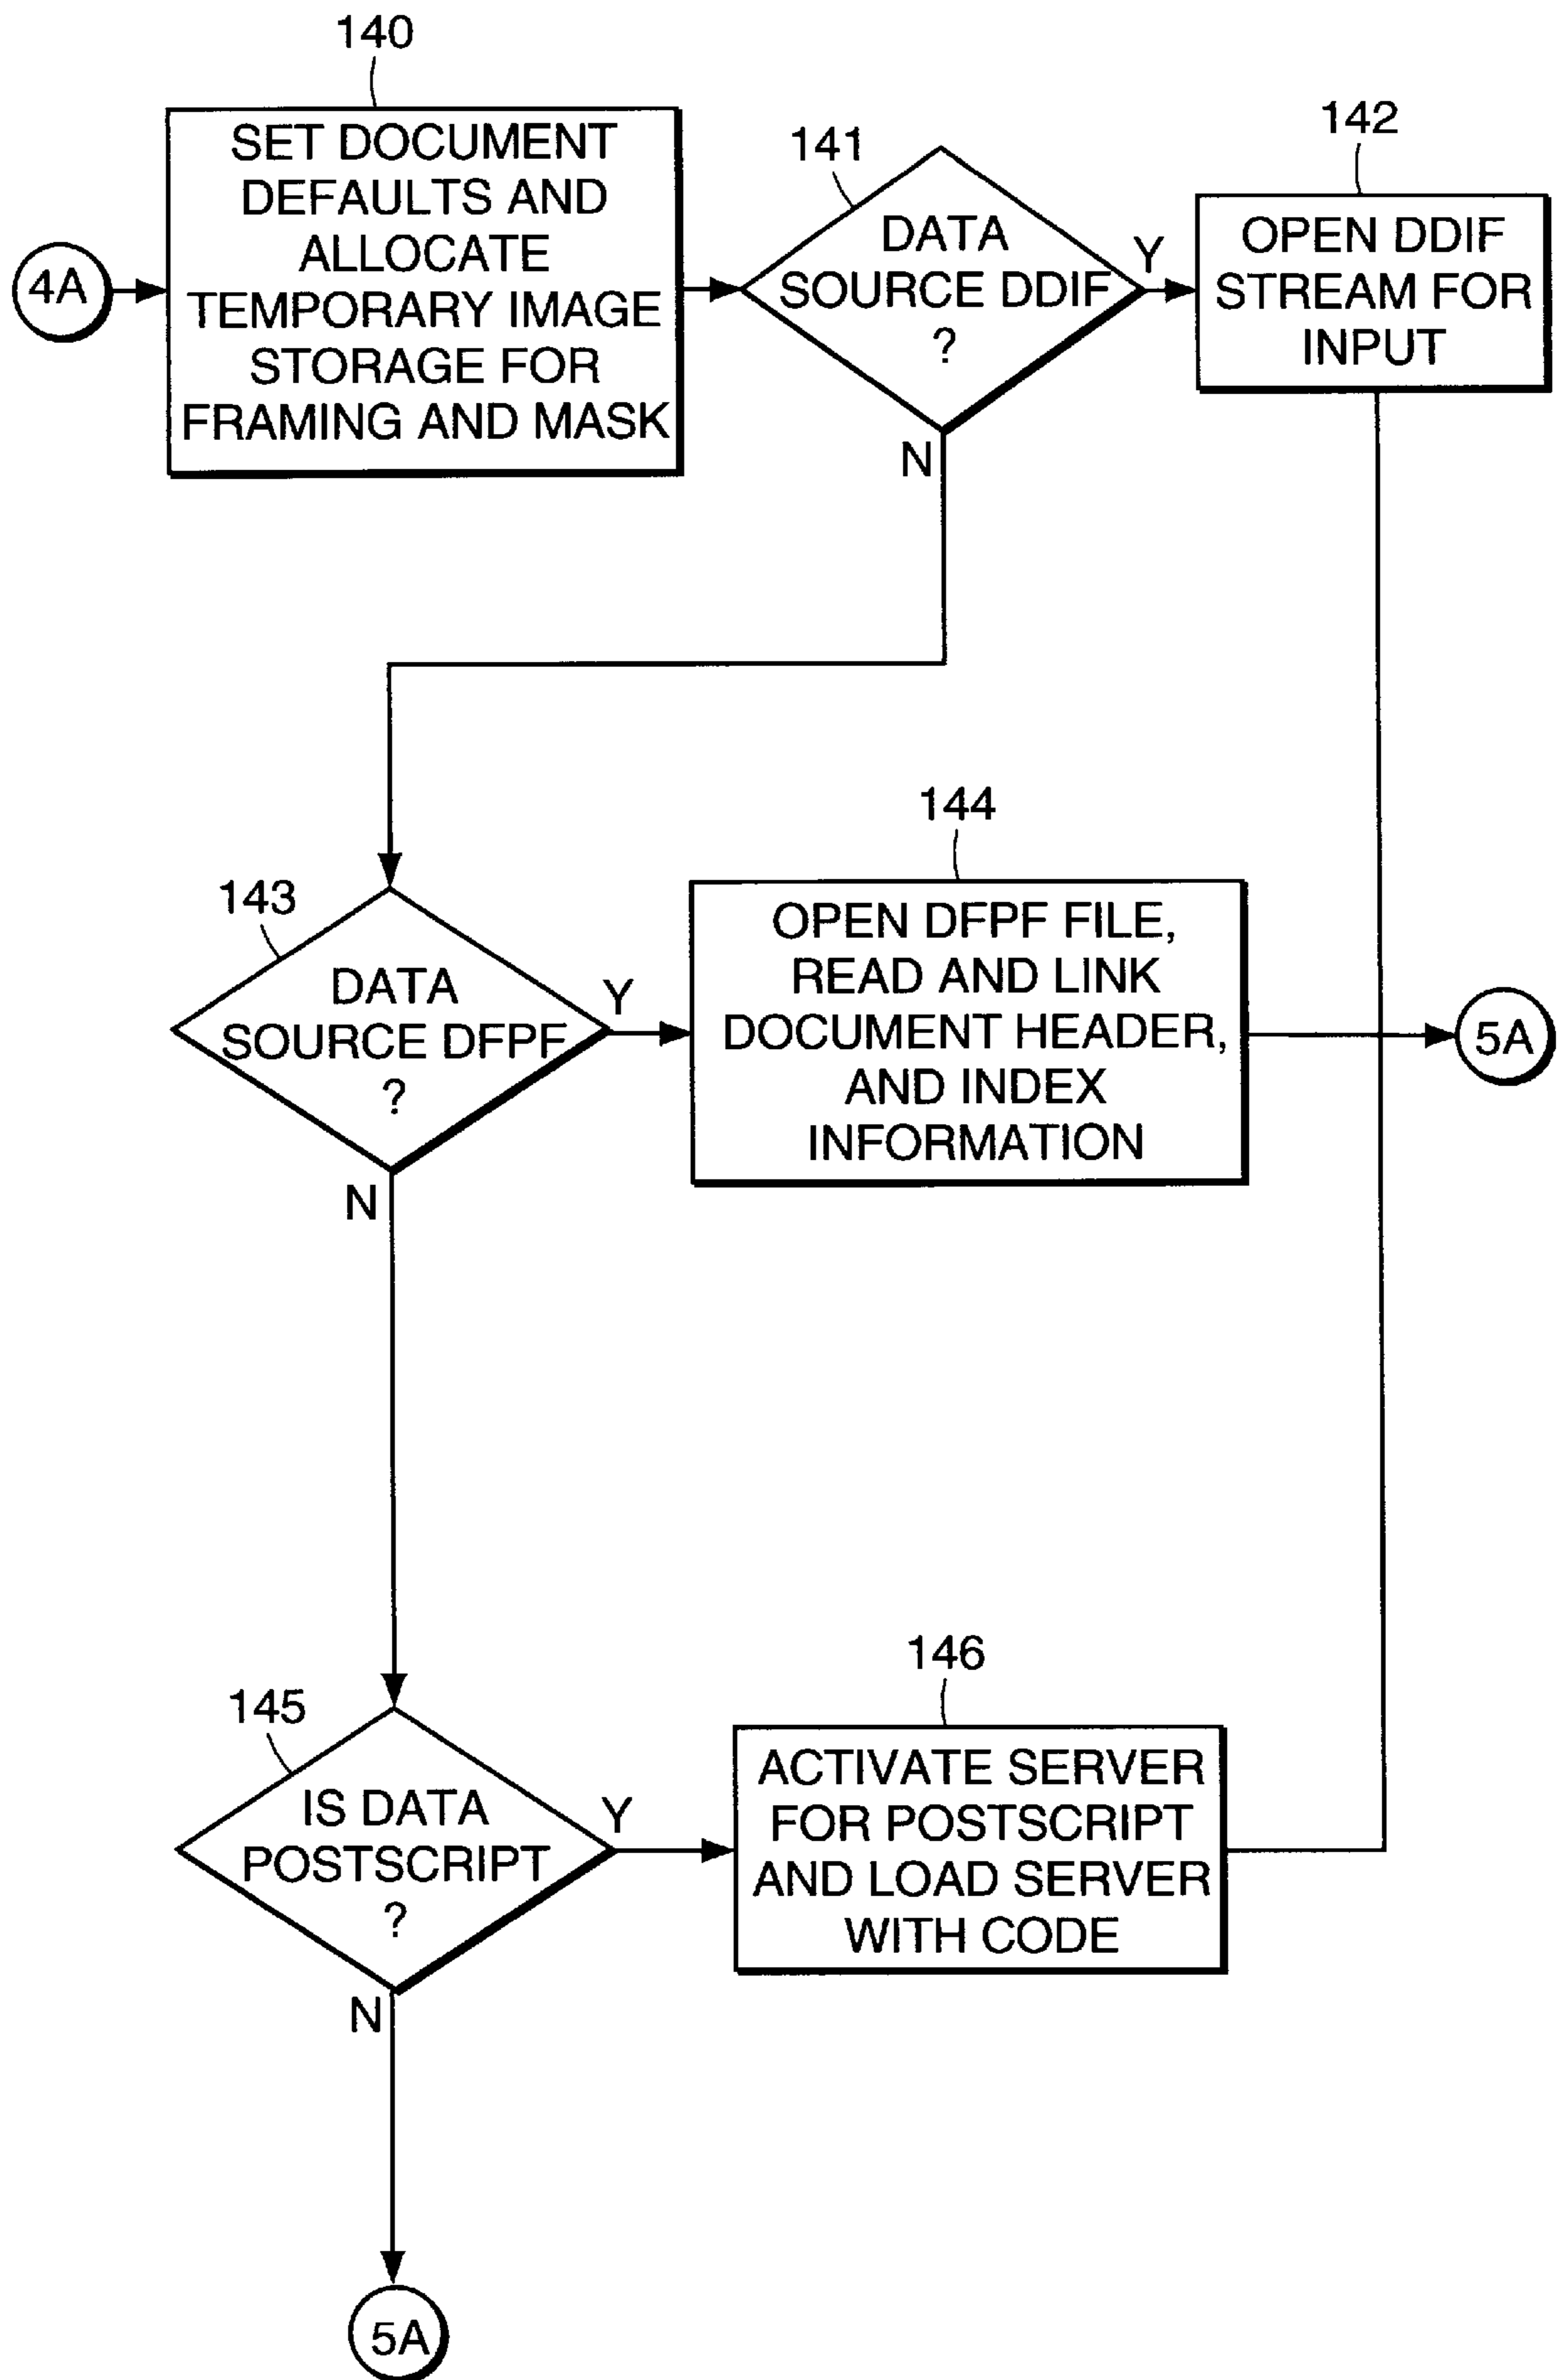 140
SET DOCUMENT
DEFAULTS AND
ALLOCATE
TEMPORARY IMAGE
STORAGE FOR
FRAMING AND MASK
4A
141
DATA
SOURCE DDIF
?
Y
N
142
OPEN DDIF
STREAM FOR
INPUT
143
DATA
SOURCE DFPF
?
Y
N
144
OPEN DFPF FILE,
READ AND LINK
DOCUMENT HEADER,
AND INDEX
INFORMATION
5A
145
IS DATA
POSTSCRIPT
?
Y
N
146
ACTIVATE SERVER
FOR POSTSCRIPT
AND LOAD SERVER
WITH CODE
5A